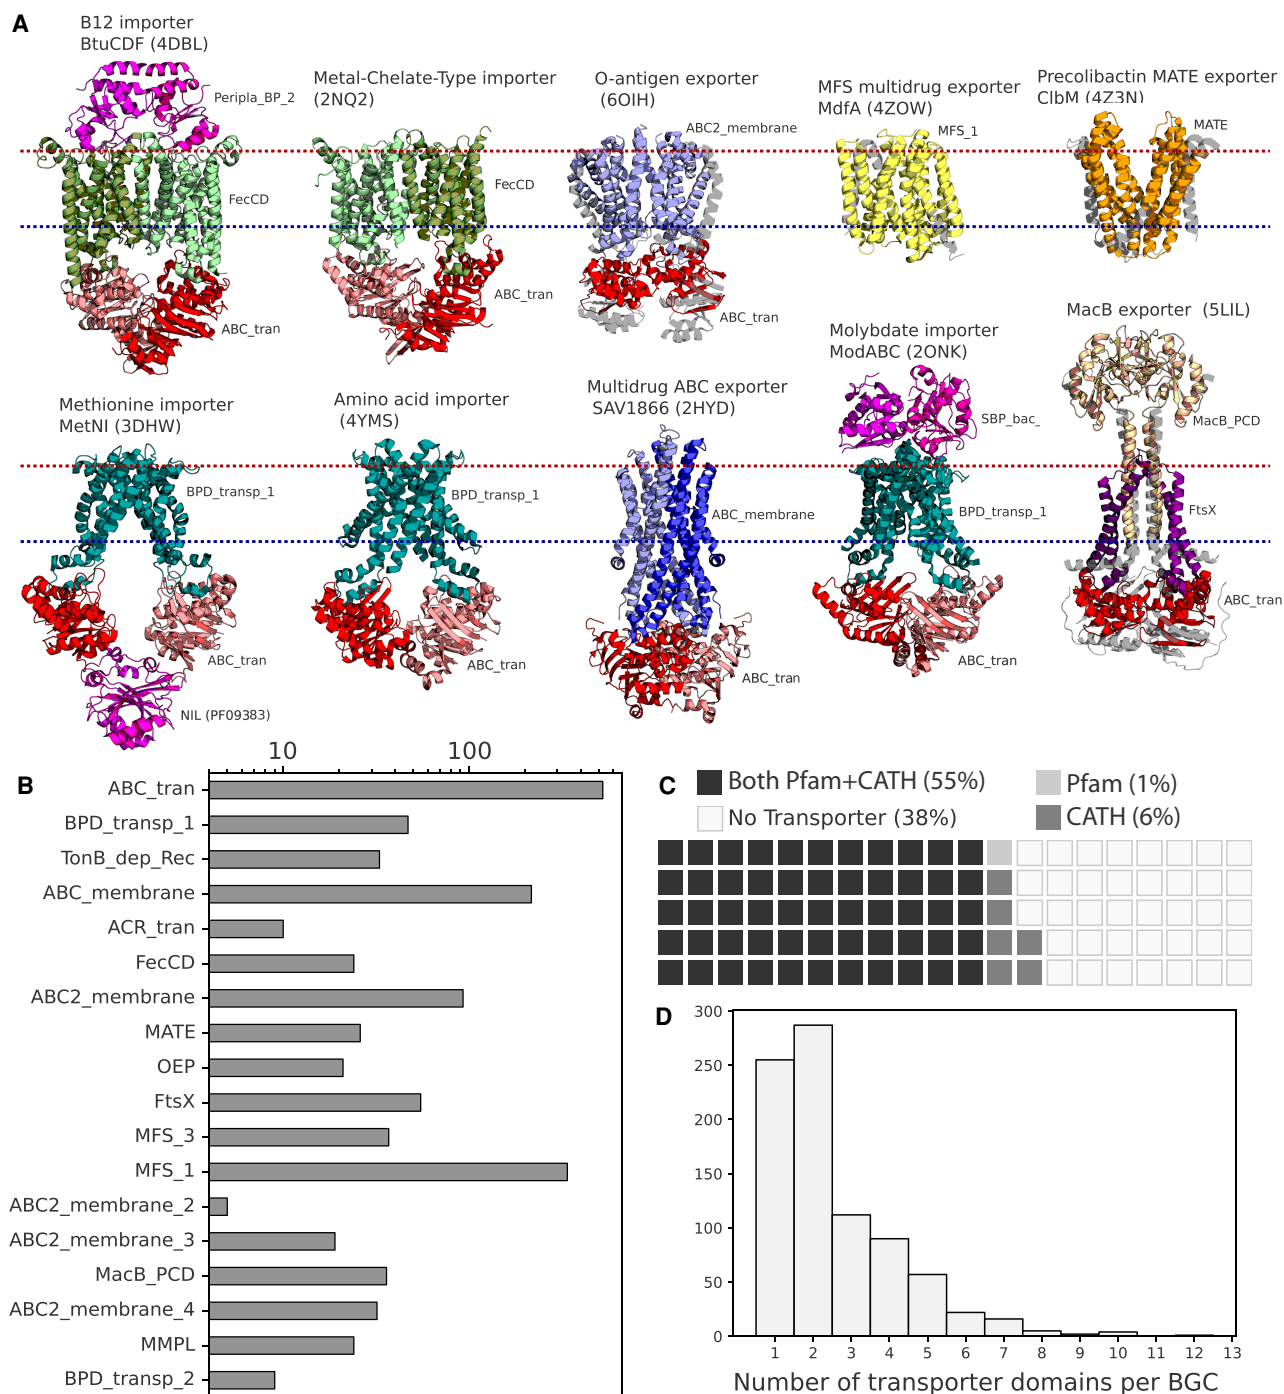 A
B12 importer
BtuCDF (4DBL)
Peripla_BP_2
FecCD
ABC_tran
Metal-Chelate-Type importer
(2NQ2)
FecCD
ABC_tran
O-antigen exporter
(6OIH)
ABC2_membrane
ABC_tran
MFS multidrug exporter
MdfA (4ZOW)
MFS_1
Precolibactin MATE exporter
ClbM (4Z3N)
MATE
Methionine importer
MetNI (3DHW)
BPD_transp_1
ABC_tran
NIL (PF09383)
Amino acid importer
(4YMS)
BPD_transp_1
ABC_tran
Multidrug ABC exporter
SAV1866 (2HYD)
ABC_membrane
ABC_tran
Molybdate importer
ModABC (2ONK)
SBP_bac_
BPD_transp_1
ABC_tran
MacB exporter (5LIL)
MacB_PCD
FtsX
ABC_tran
B
10 100
ABC_tran
BPD_transp_1
TonB_dep_Rec
ABC_membrane
ACR_tran
FecCD
ABC2_membrane
MATE
OEP
FtsX
MFS_3
MFS_1
ABC2_membrane_2
ABC2_membrane_3
MacB_PCD
ABC2_membrane_4
MMPL
BPD_transp_2
C
Both Pfam+CATH (55%)
Pfam (1%)
No Transporter (38%)
CATH (6%)
D
300
250
200
150
100
50
0
1 2 3 4 5 6 7 8 9 10 11 12 13
Number of transporter domains per BGC